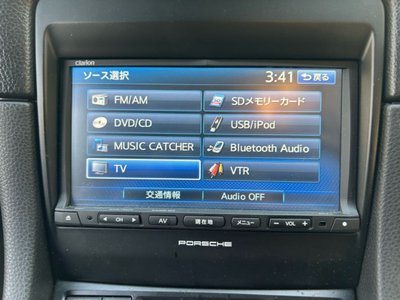 clarion
ソース選択 3:41 戻る
FM/AM SDメモリーカード
DVD/CD USB/iPod
MUSIC CATCHER Bluetooth Audio
TV VTR
交通情報 Audio OFF
CH AV 現在地 メニュー - VOL +
PORSCHE